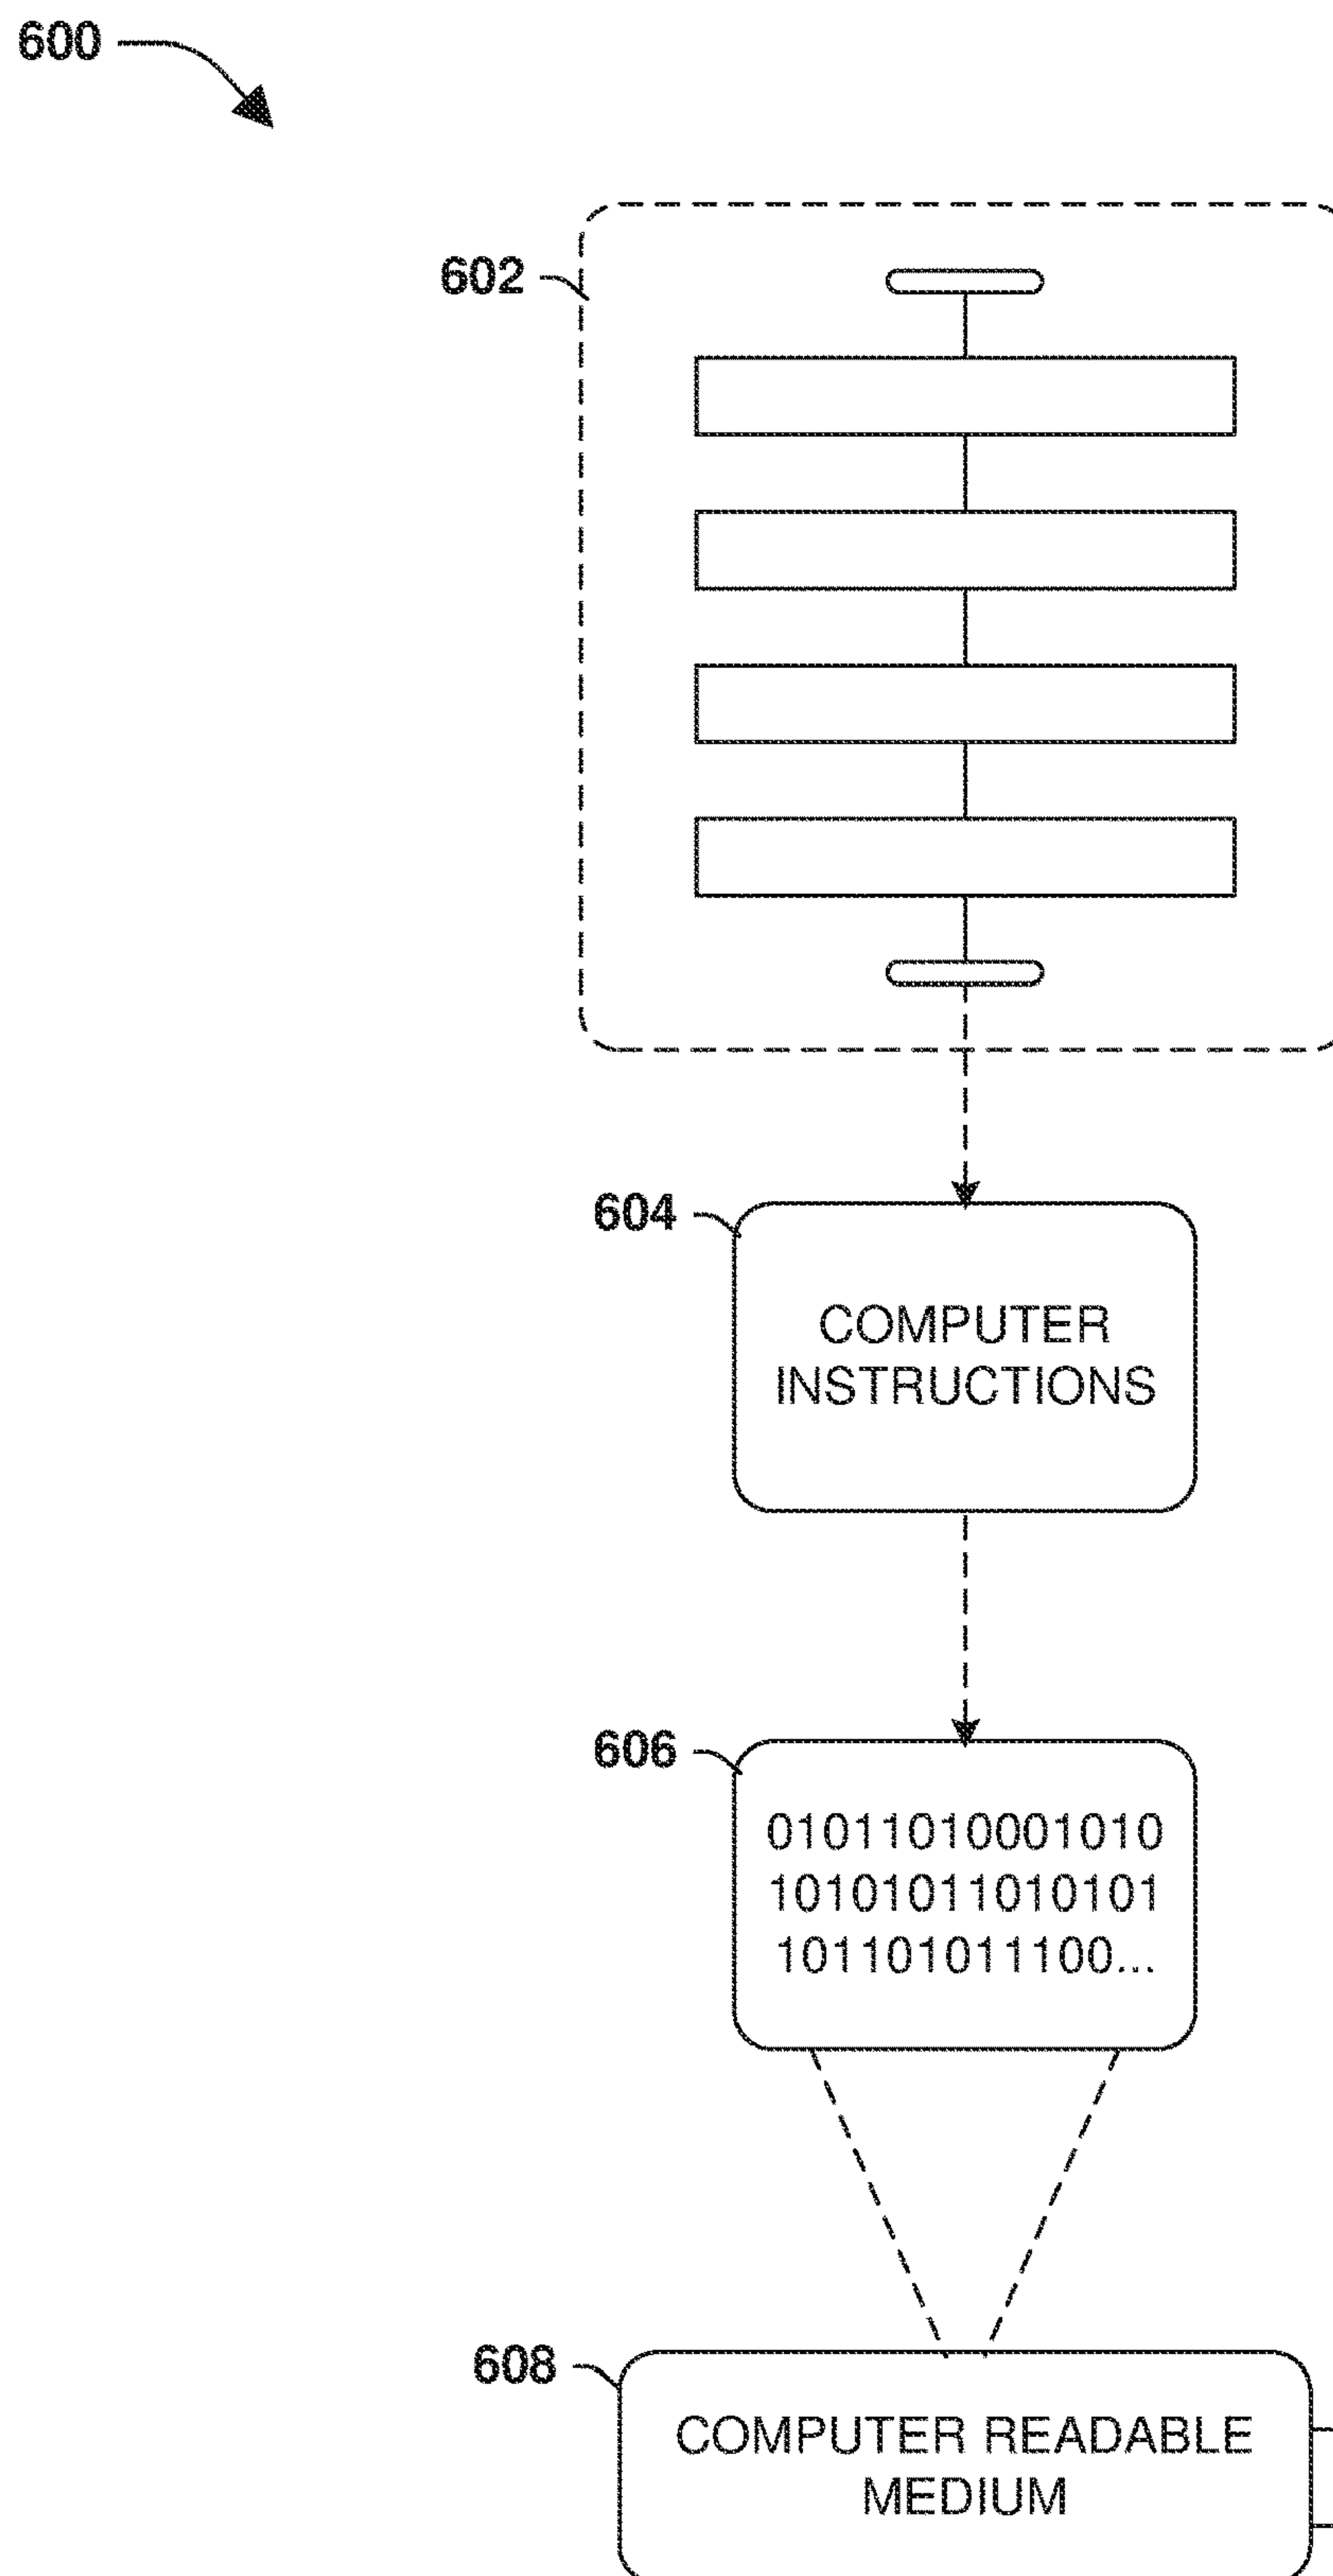 600
602
604
COMPUTER
INSTRUCTIONS
606
01011010001010
10101011010101
101101011100...
608
COMPUTER READABLE
MEDIUM